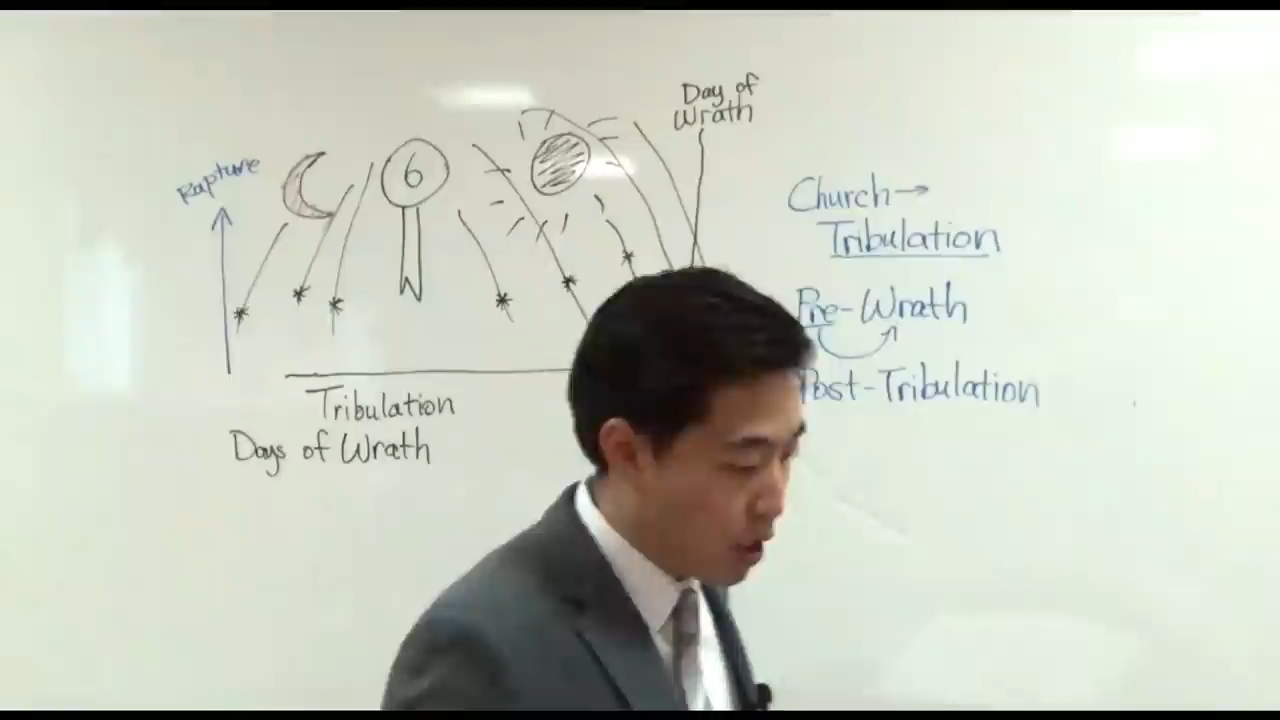 Rapture
6
Day of
Wrath
Tribulation
Days of Wrath
Church→
Tribulation
Pre-Wrath
Post-Tribulation